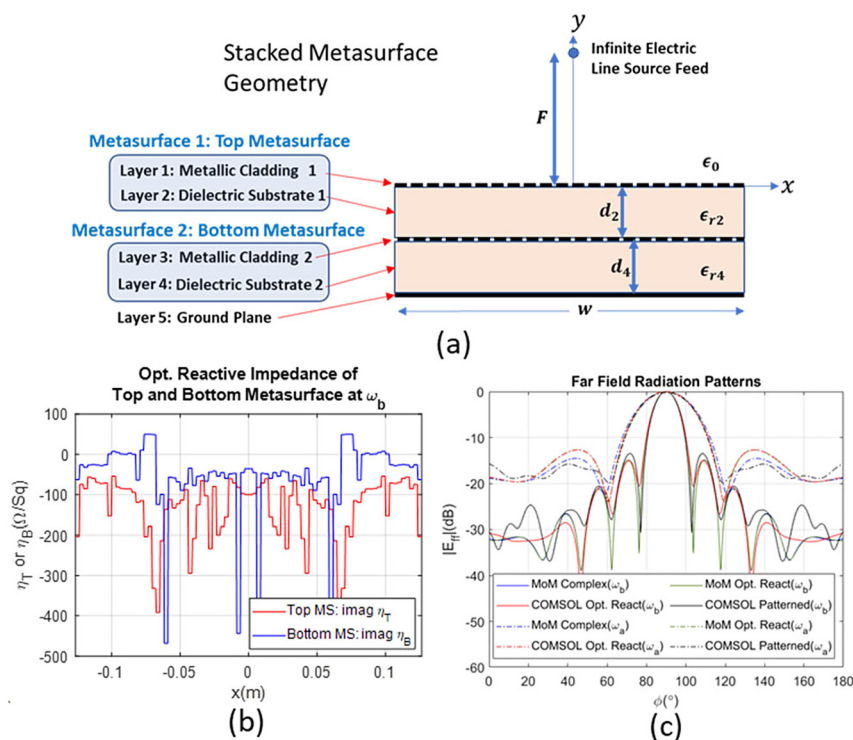 Stacked Metasurface
Geometry
y
Infinite Electric
Line Source Feed
F
Metasurface 1: Top Metasurface
Layer 1: Metallic Cladding 1
Layer 2: Dielectric Substrate 1
ϵ0
x
d2
ϵr2
Metasurface 2: Bottom Metasurface
Layer 3: Metallic Cladding 2
Layer 4: Dielectric Substrate 2
d4
ϵr4
Layer 5: Ground Plane
w
(a)
Opt. Reactive Impedance of
Top and Bottom Metasurface at ωb
100
0
-100
-200
-300
-400
-500
ηT or ηB(Ω/Sq)
Top MS: imag ηT
Bottom MS: imag ηB
-0.1
-0.05
0
0.05
0.1
x(m)
(b)
Far Field Radiation Patterns
0
-10
-20
-30
-40
-50
-60
|Eff|(dB)
MoM Complex(ωb)
COMSOL Opt. React(ωb)
MoM Complex(ωa)
COMSOL Opt. React(ωa)
MoM Opt. React(ωb)
COMSOL Patterned(ωb)
MoM Opt. React(ωa)
COMSOL Patterned(ωa)
0 20 40 60 80 100 120 140 160 180
ϕ(°)
(c)